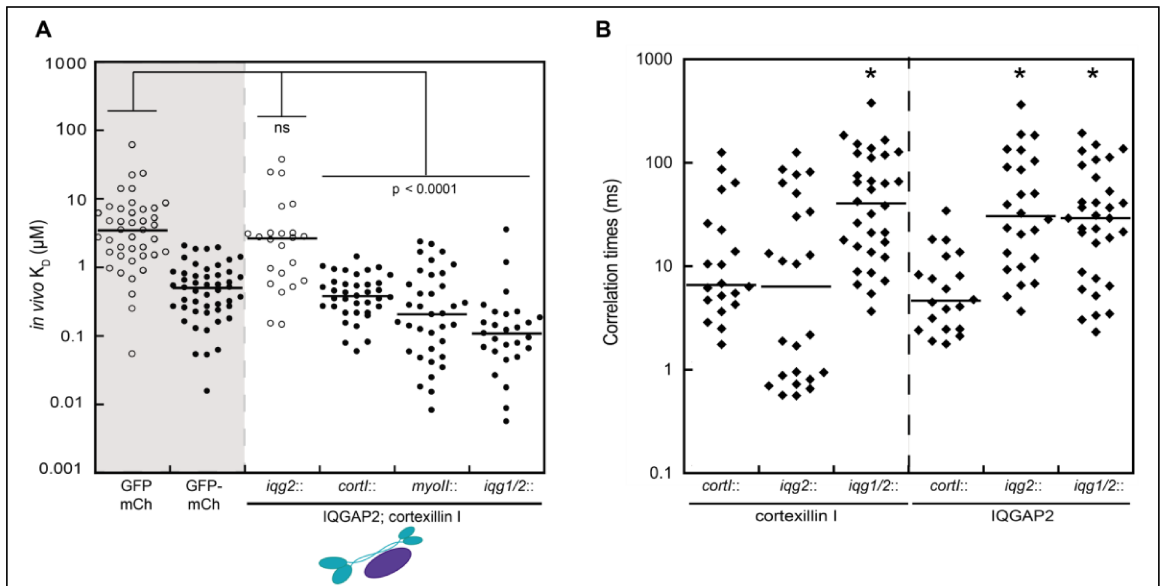 A
in vivo K_D (μM)
1000
100
10
1
0.1
0.01
0.001
ns
p < 0.0001
GFP mCh
GFP-mCh
iqg2::
cortI::
myoII::
iqg1/2::
IQGAP2; cortexillin I
B
Correlation times (ms)
1000
100
10
1
0.1
*
*
*
cortI::
iqg2::
iqg1/2::
cortI::
iqg2::
iqg1/2::
cortexillin I
IQGAP2